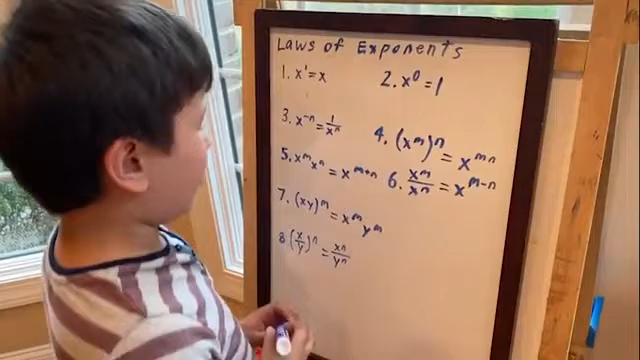 Laws of Exponents
1. x¹=x 2. x⁰=1
3. x⁻ⁿ=1/xⁿ 4. (xᵐ)ⁿ = xᵐⁿ
5. xᵐxⁿ = xᵐ⁺ⁿ 6. xᵐ/xⁿ = xᵐ⁻ⁿ
7. (xy)ᵐ = xᵐyᵐ
8. (x/y)ⁿ = xⁿ/yⁿ